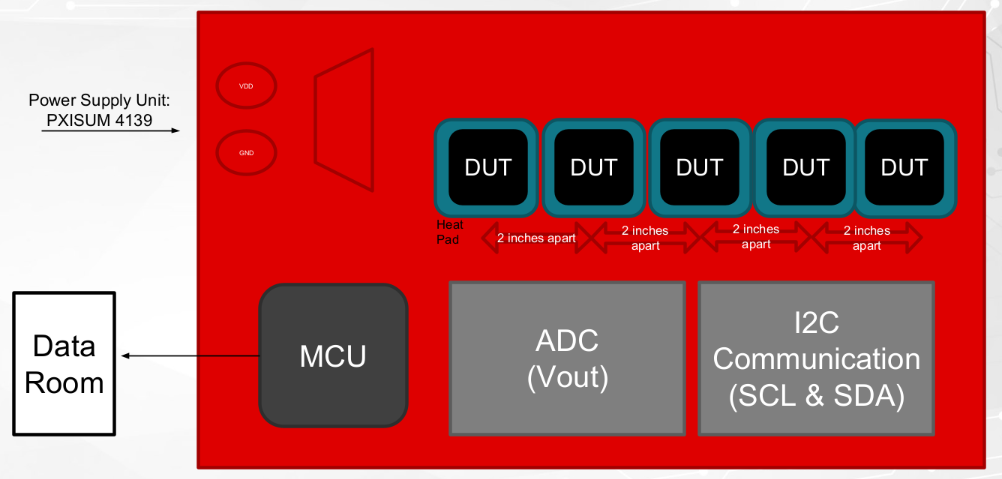 Power Supply Unit:
PXISUM 4139
VDD
GND
DUT
DUT
DUT
DUT
DUT
Heat
Pad
2 inches apart
2 inches
apart
2 inches
apart
2 inches
apart
Data
Room
MCU
ADC
(Vout)
I2C
Communication
(SCL & SDA)